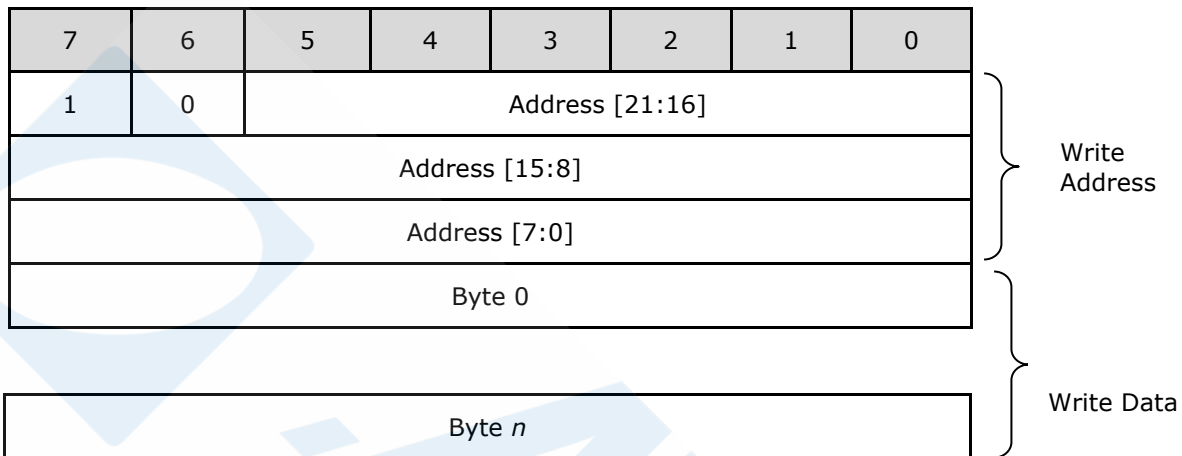 7 6 5 4 3 2 1 0
1 0 Address [21:16]
Address [15:8]
Write
Address
Address [7:0]
Byte 0
Write Data
Byte n